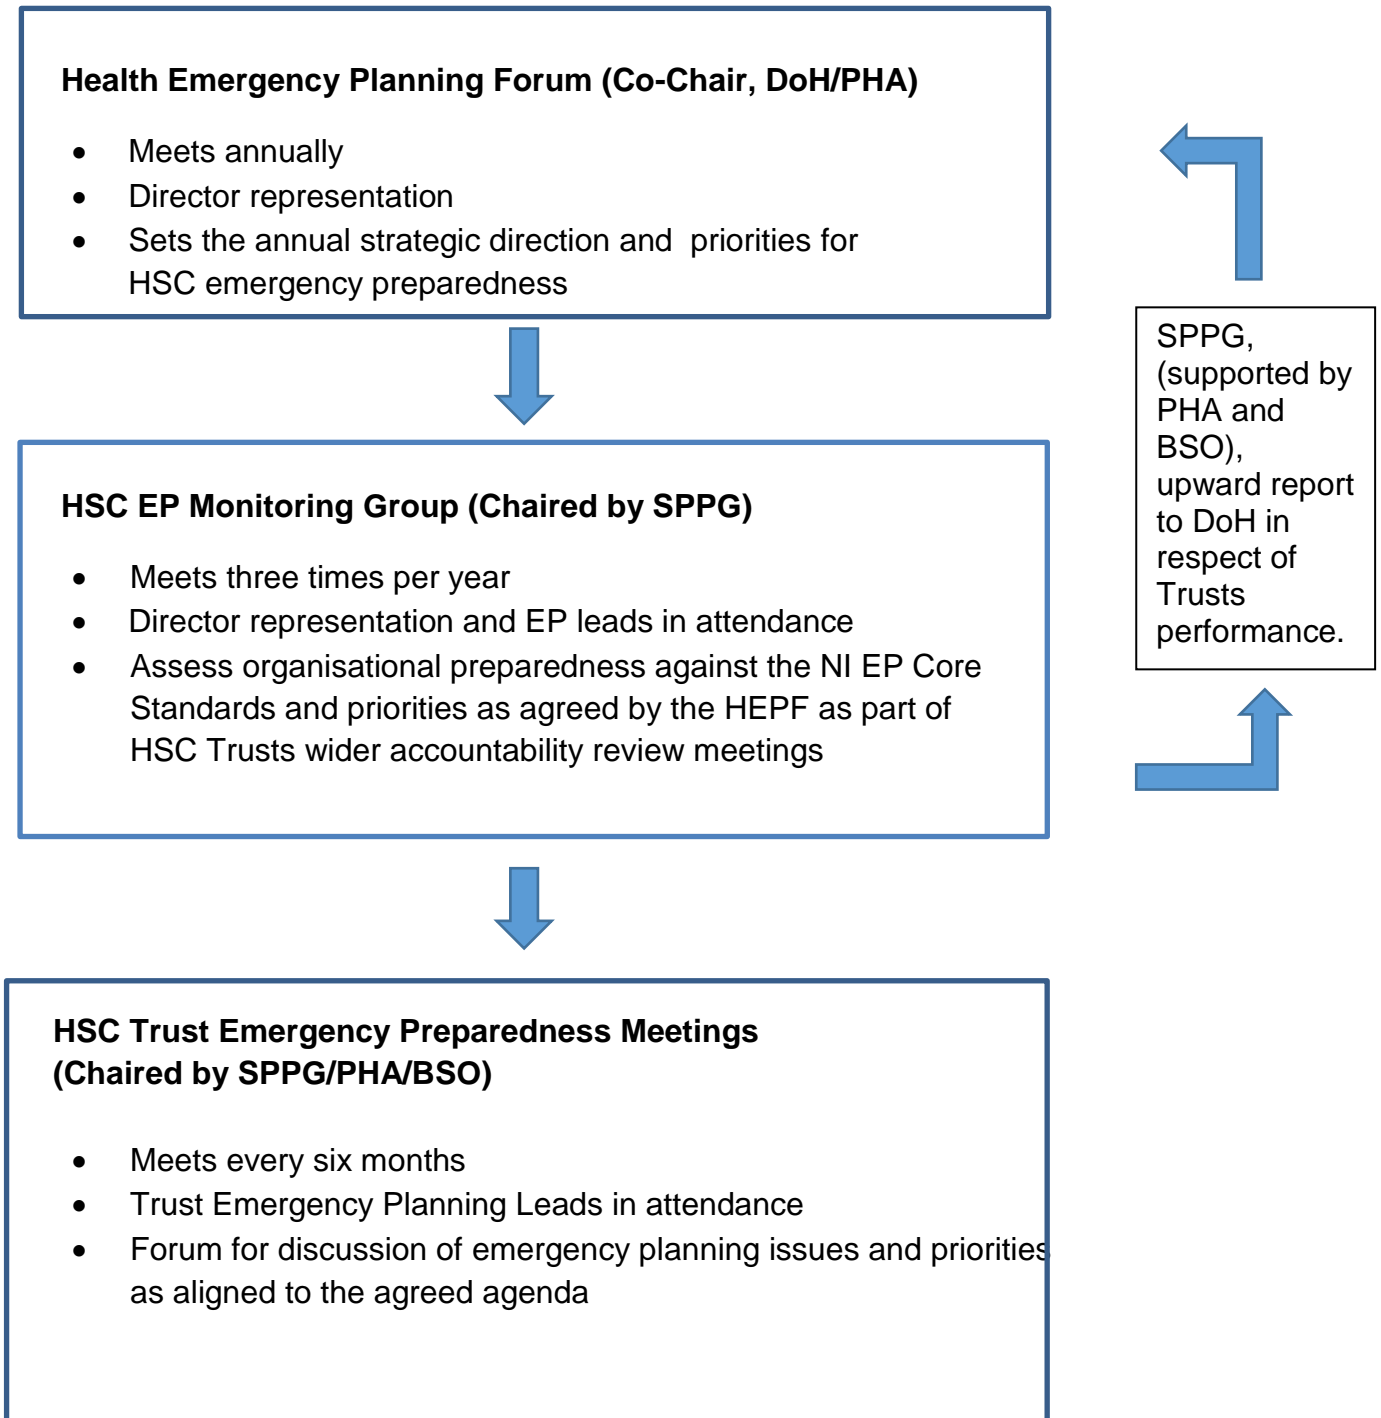 Health Emergency Planning Forum (Co-Chair, DoH/PHA)
• Meets annually
• Director representation
• Sets the annual strategic direction and  priorities for
HSC emergency preparedness
SPPG,
(supported by
PHA and
BSO),
upward report
to DoH in
respect of
Trusts
performance.
HSC EP Monitoring Group (Chaired by SPPG)
• Meets three times per year
• Director representation and EP leads in attendance
• Assess organisational preparedness against the NI EP Core
Standards and priorities as agreed by the HEPF as part of
HSC Trusts wider accountability review meetings
HSC Trust Emergency Preparedness Meetings
(Chaired by SPPG/PHA/BSO)
• Meets every six months
• Trust Emergency Planning Leads in attendance
• Forum for discussion of emergency planning issues and priorities
as aligned to the agreed agenda